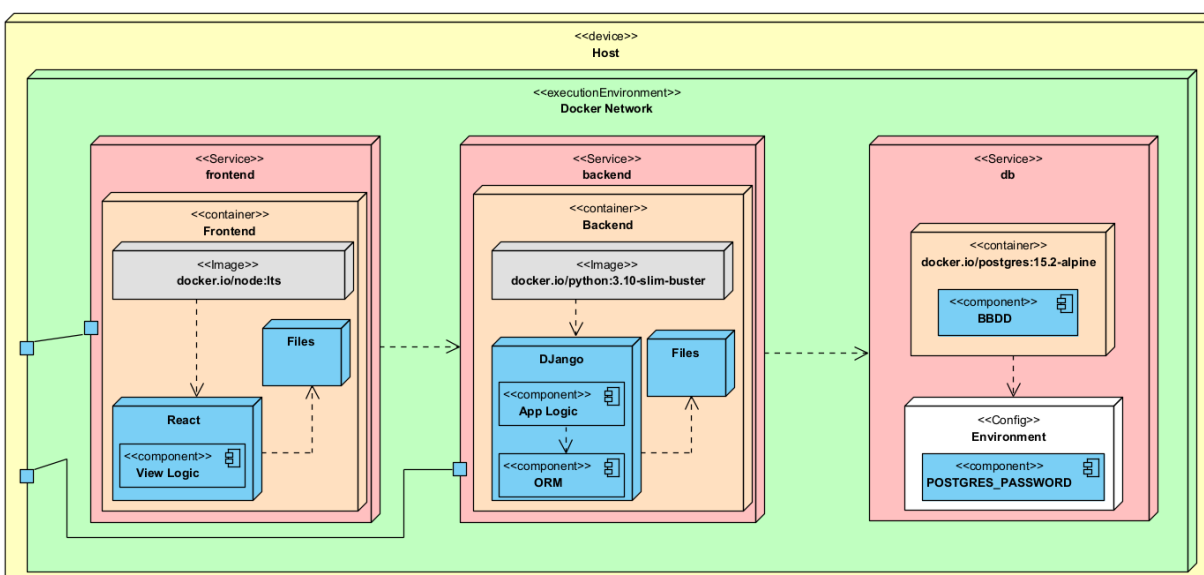 <<device>>
Host
<<executionEnvironment>>
Docker Network
<<Service>>
frontend
<<container>>
Frontend
<<Image>>
docker.io/node:lts
Files
React
<<component>>
View Logic
<<Service>>
backend
<<container>>
Backend
<<Image>>
docker.io/python:3.10-slim-buster
DJango
<<component>>
App Logic
<<component>>
ORM
Files
<<Service>>
db
<<container>>
docker.io/postgres:15.2-alpine
<<component>>
BBDD
<<Config>>
Environment
<<component>>
POSTGRES_PASSWORD